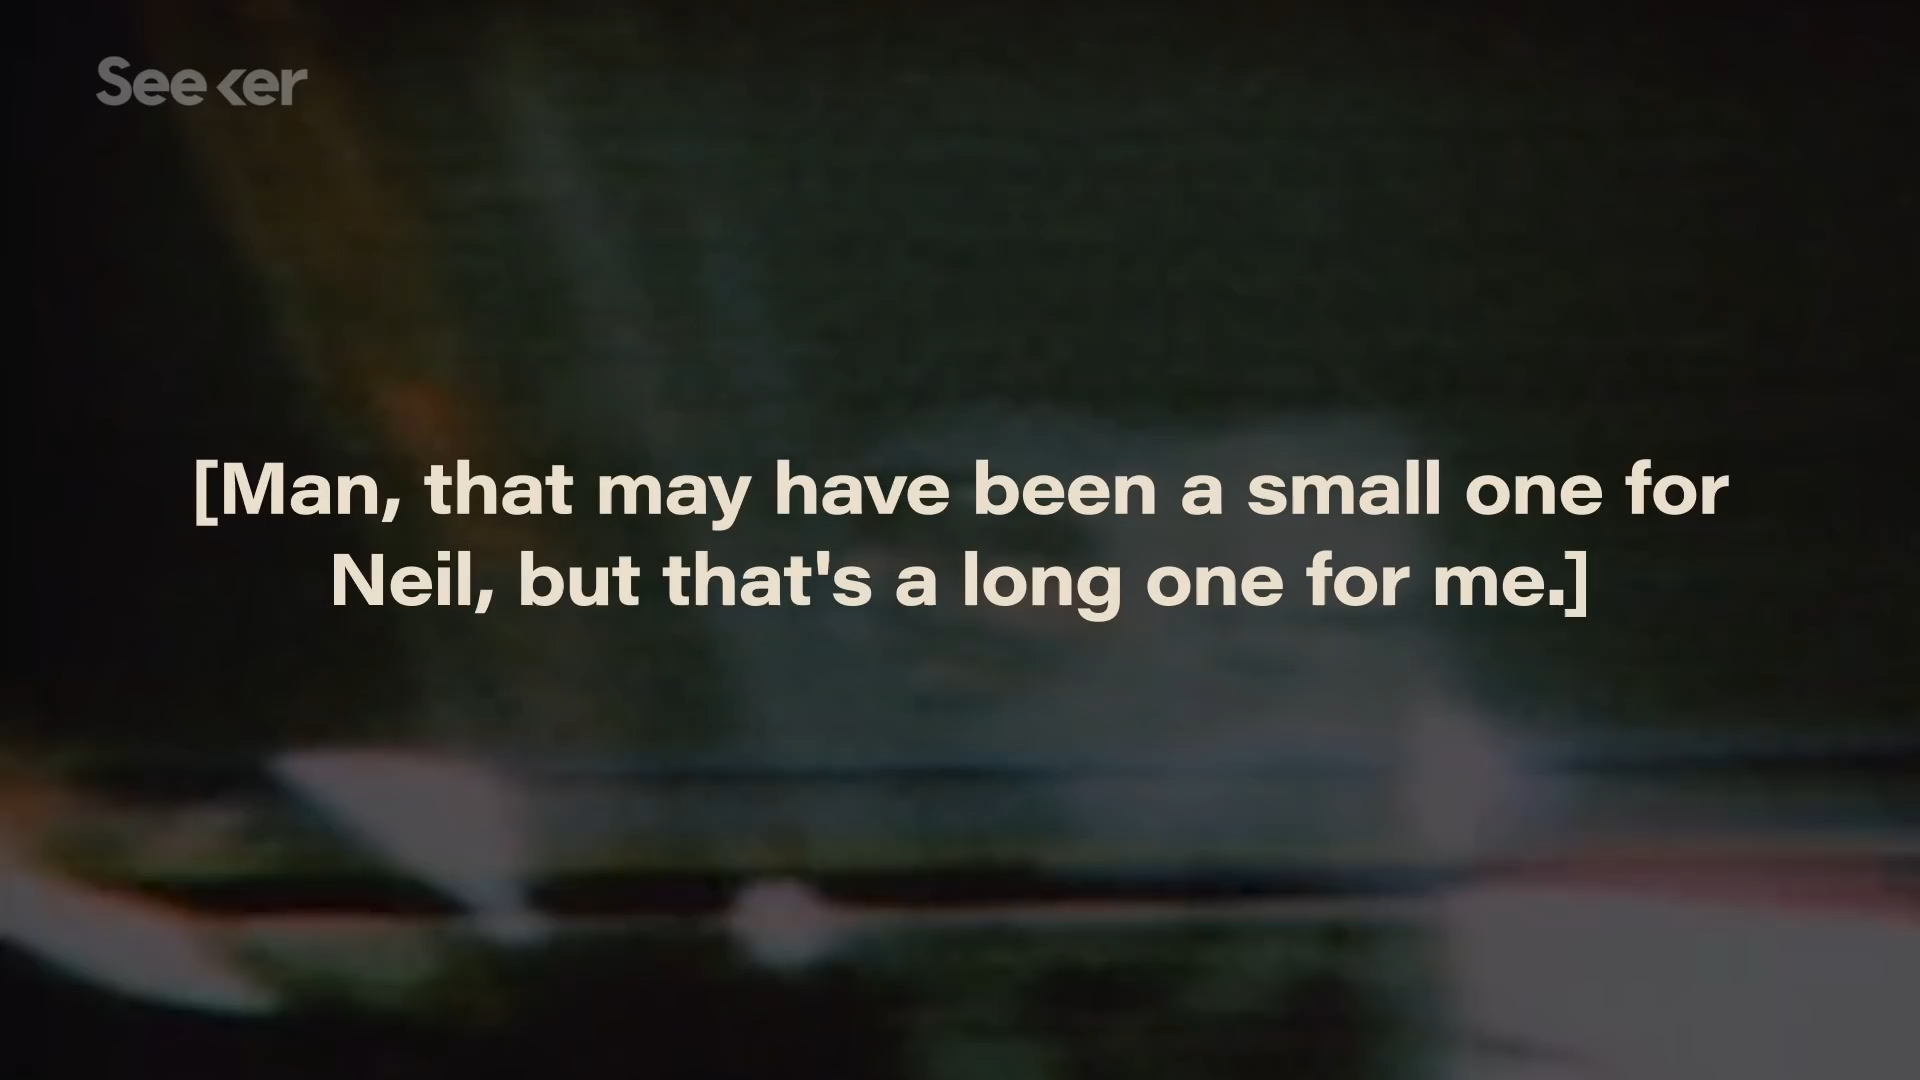 Seeker
[Man, that may have been a small one for
Neil, but that's a long one for me.]